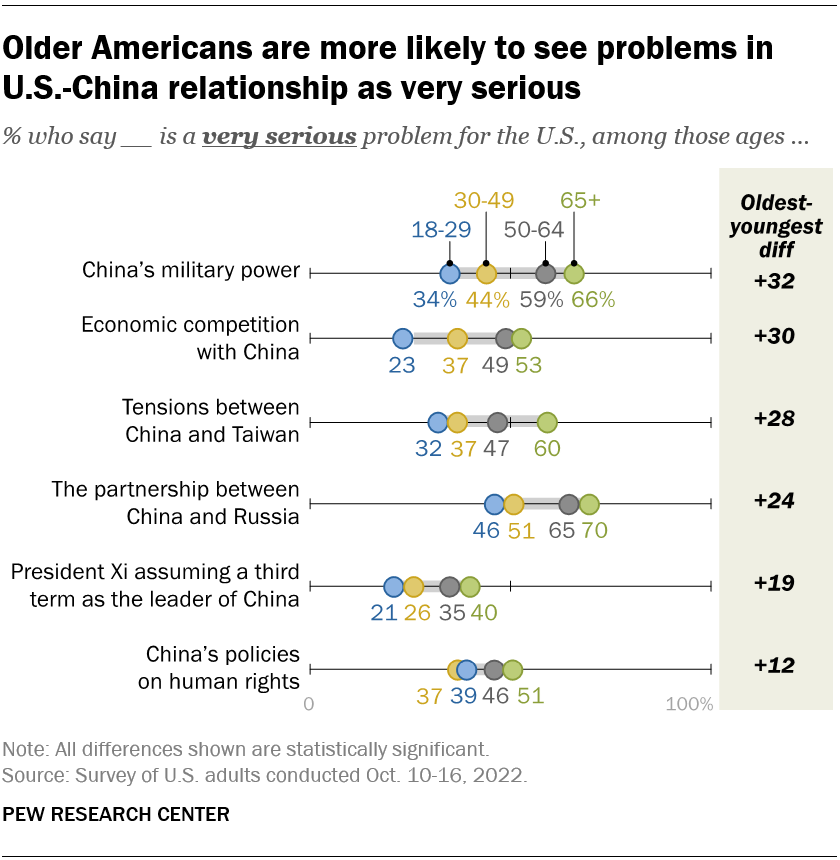 Older Americans are more likely to see problems in
U.S.-China relationship as very serious
% who say __ is a very serious problem for the U.S., among those ages ...
Oldest-
youngest
diff
30-49 65+
18-29 50-64
China's military power
34% 44% 59% 66%
+32
Economic competition
with China
23 37 49 53
+30
Tensions between
China and Taiwan
32 37 47 60
+28
The partnership between
China and Russia
46 51 65 70
+24
President Xi assuming a third
term as the leader of China
21 26 35 40
+19
China's policies
on human rights
37 39 46 51
+12
0 100%
Note: All differences shown are statistically significant.
Source: Survey of U.S. adults conducted Oct. 10-16, 2022.
PEW RESEARCH CENTER